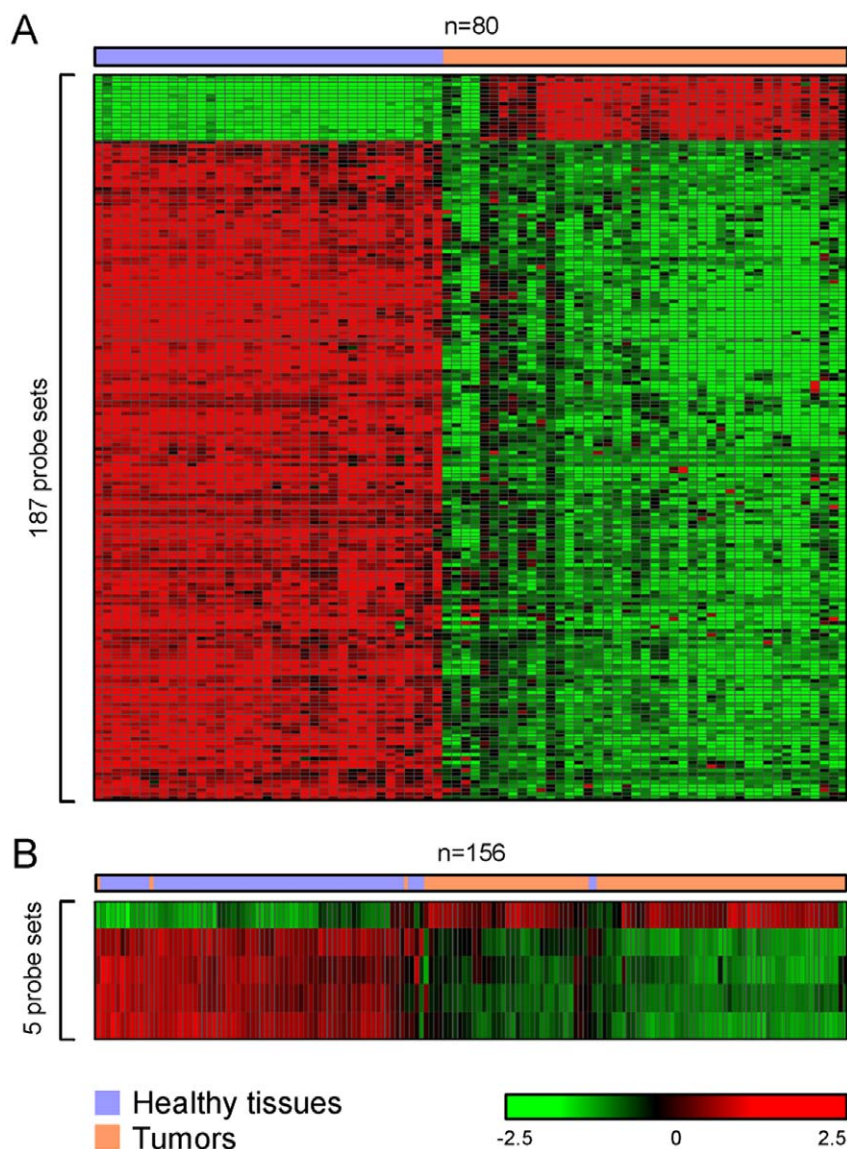 A
n=80
187 probe sets
B
n=156
5 probe sets
Healthy tissues
Tumors
-2.5 0 2.5